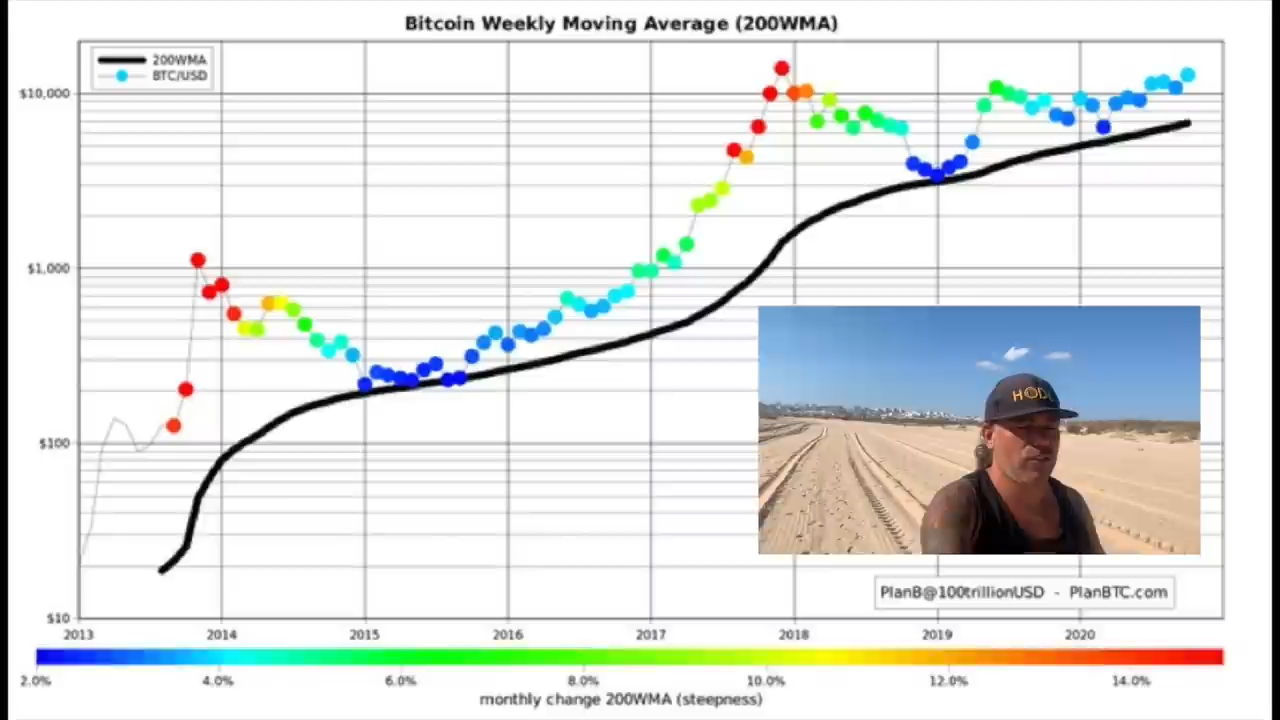 Bitcoin Weekly Moving Average (200WMA)
200WMA
BTC/USD
$10,000
$1,000
$100
$10
2013 2014 2015 2016 2017 2018 2019 2020
HODL
PlanB@100trillionUSD - PlanBTC.com
2.0% 4.0% 6.0% 8.0% 10.0% 12.0% 14.0%
monthly change 200WMA (steepness)